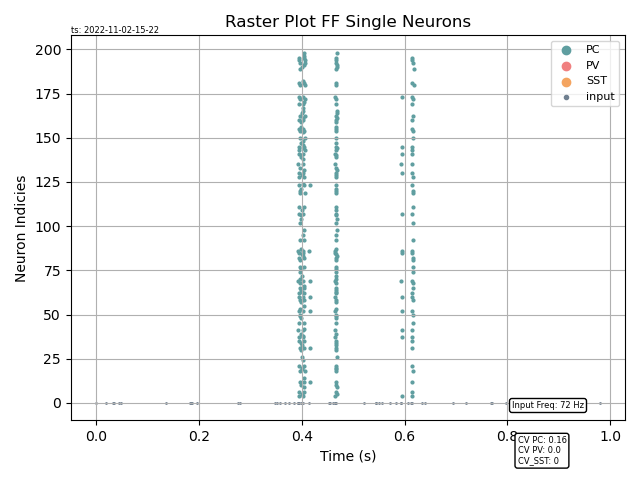 Raster Plot FF Single Neurons
ts: 2022-11-02-15-22
PC
PV
SST
input
200
175
150
125
100
75
50
25
0
Neuron Indicies
Input Freq: 72 Hz
0.0 0.2 0.4 0.6 0.8 1.0
Time (s)
CV PC: 0.16
CV PV: 0.0
CV_SST: 0